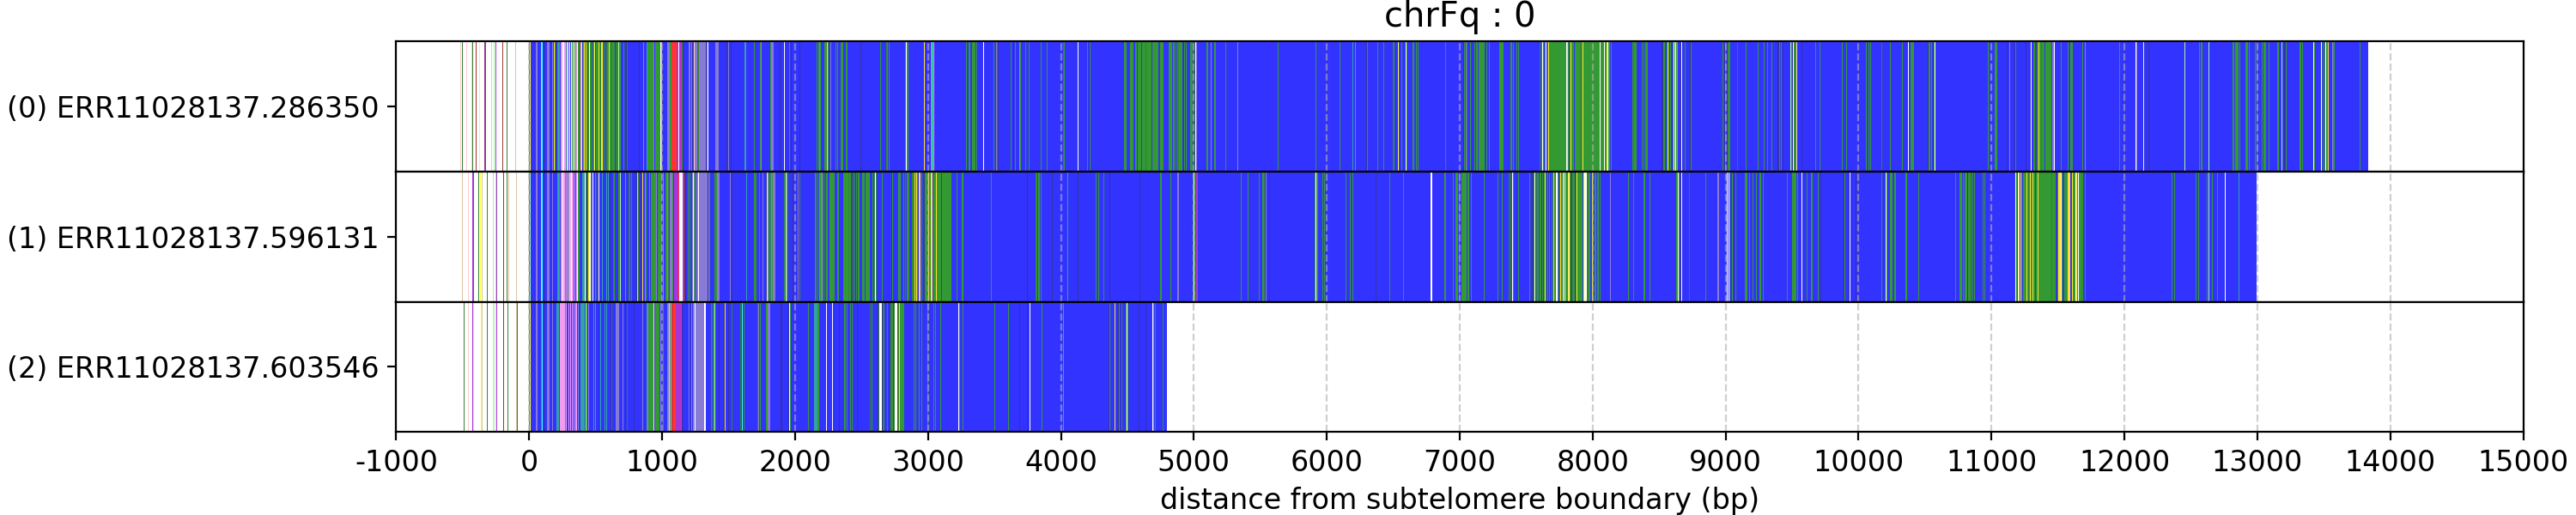 chrFq : 0
(0) ERR11028137.286350
(1) ERR11028137.596131
(2) ERR11028137.603546
-1000 0 1000 2000 3000 4000 5000 6000 7000 8000 9000 10000 11000 12000 13000 14000 15000
distance from subtelomere boundary (bp)